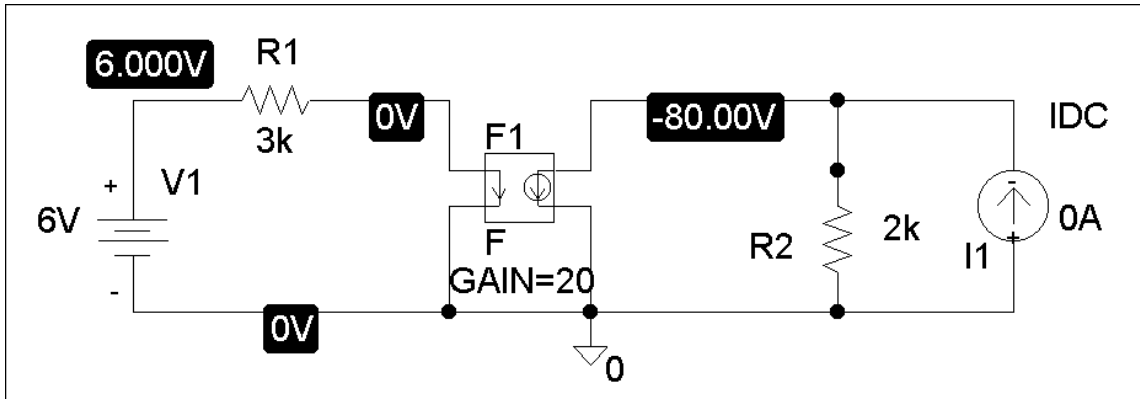 6.000V
R1
3k
0V
F1
-80.00V
IDC
+
V1
6V
-
F
GAIN=20
R2
2k
-
+
I1
0A
0V
0